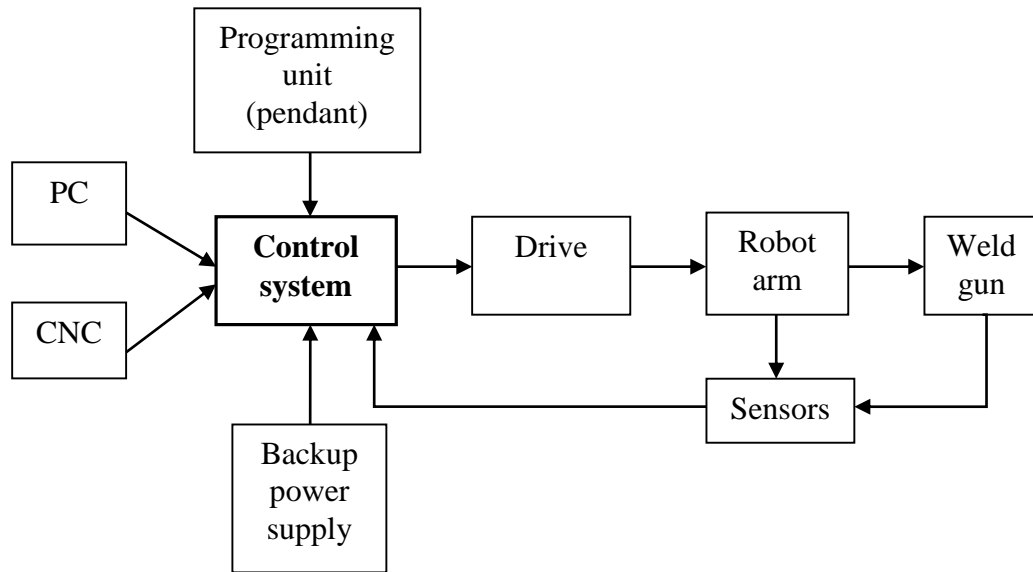 Programming
unit
(pendant)
PC
Control
system
Drive
Robot
arm
Weld
gun
CNC
Sensors
Backup
power
supply